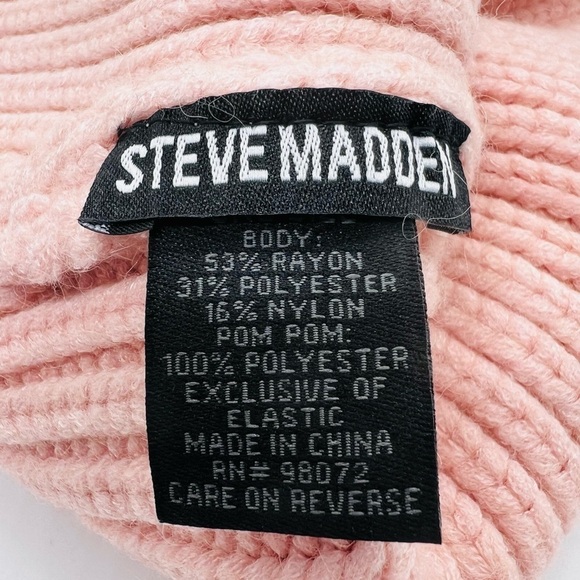 STEVE MADDEN
BODY:
53% RAYON
31% POLYESTER
16% NYLON
POM POM:
100% POLYESTER
EXCLUSIVE OF
ELASTIC
MADE IN CHINA
RN# 98072
CARE ON REVERSE